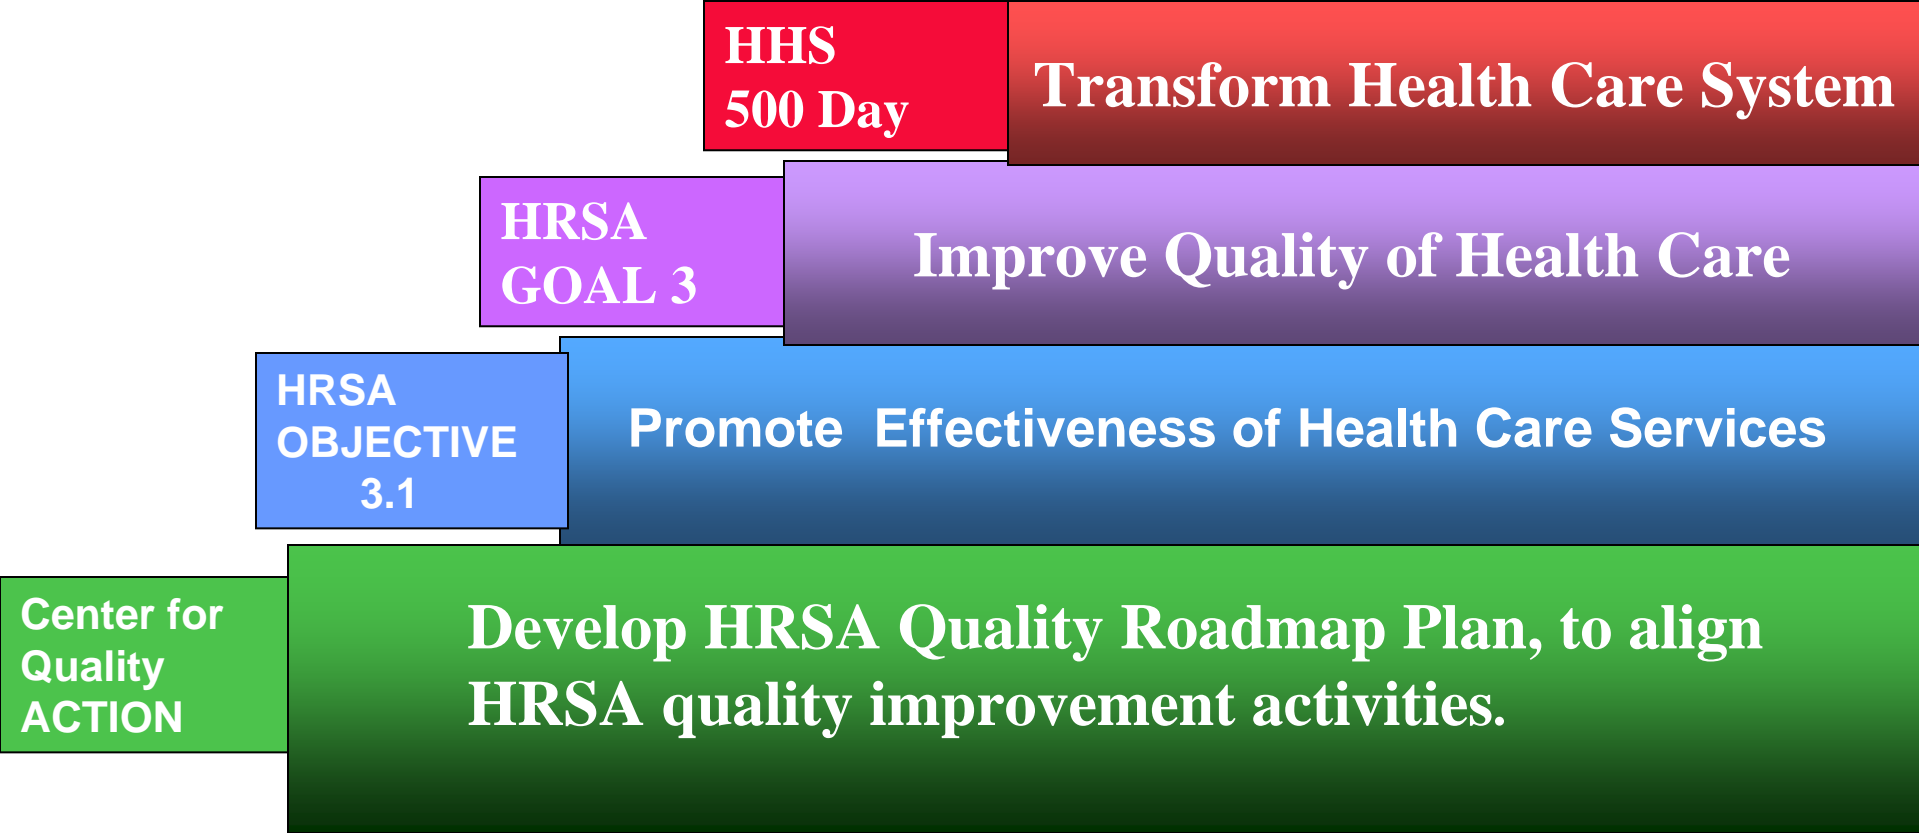 HHS
500 Day
Transform Health Care System
HRSA
GOAL 3
Improve Quality of Health Care
HRSA
OBJECTIVE
3.1
Promote  Effectiveness of Health Care Services
Center for
Quality
ACTION
Develop HRSA Quality Roadmap Plan, to align
HRSA quality improvement activities.